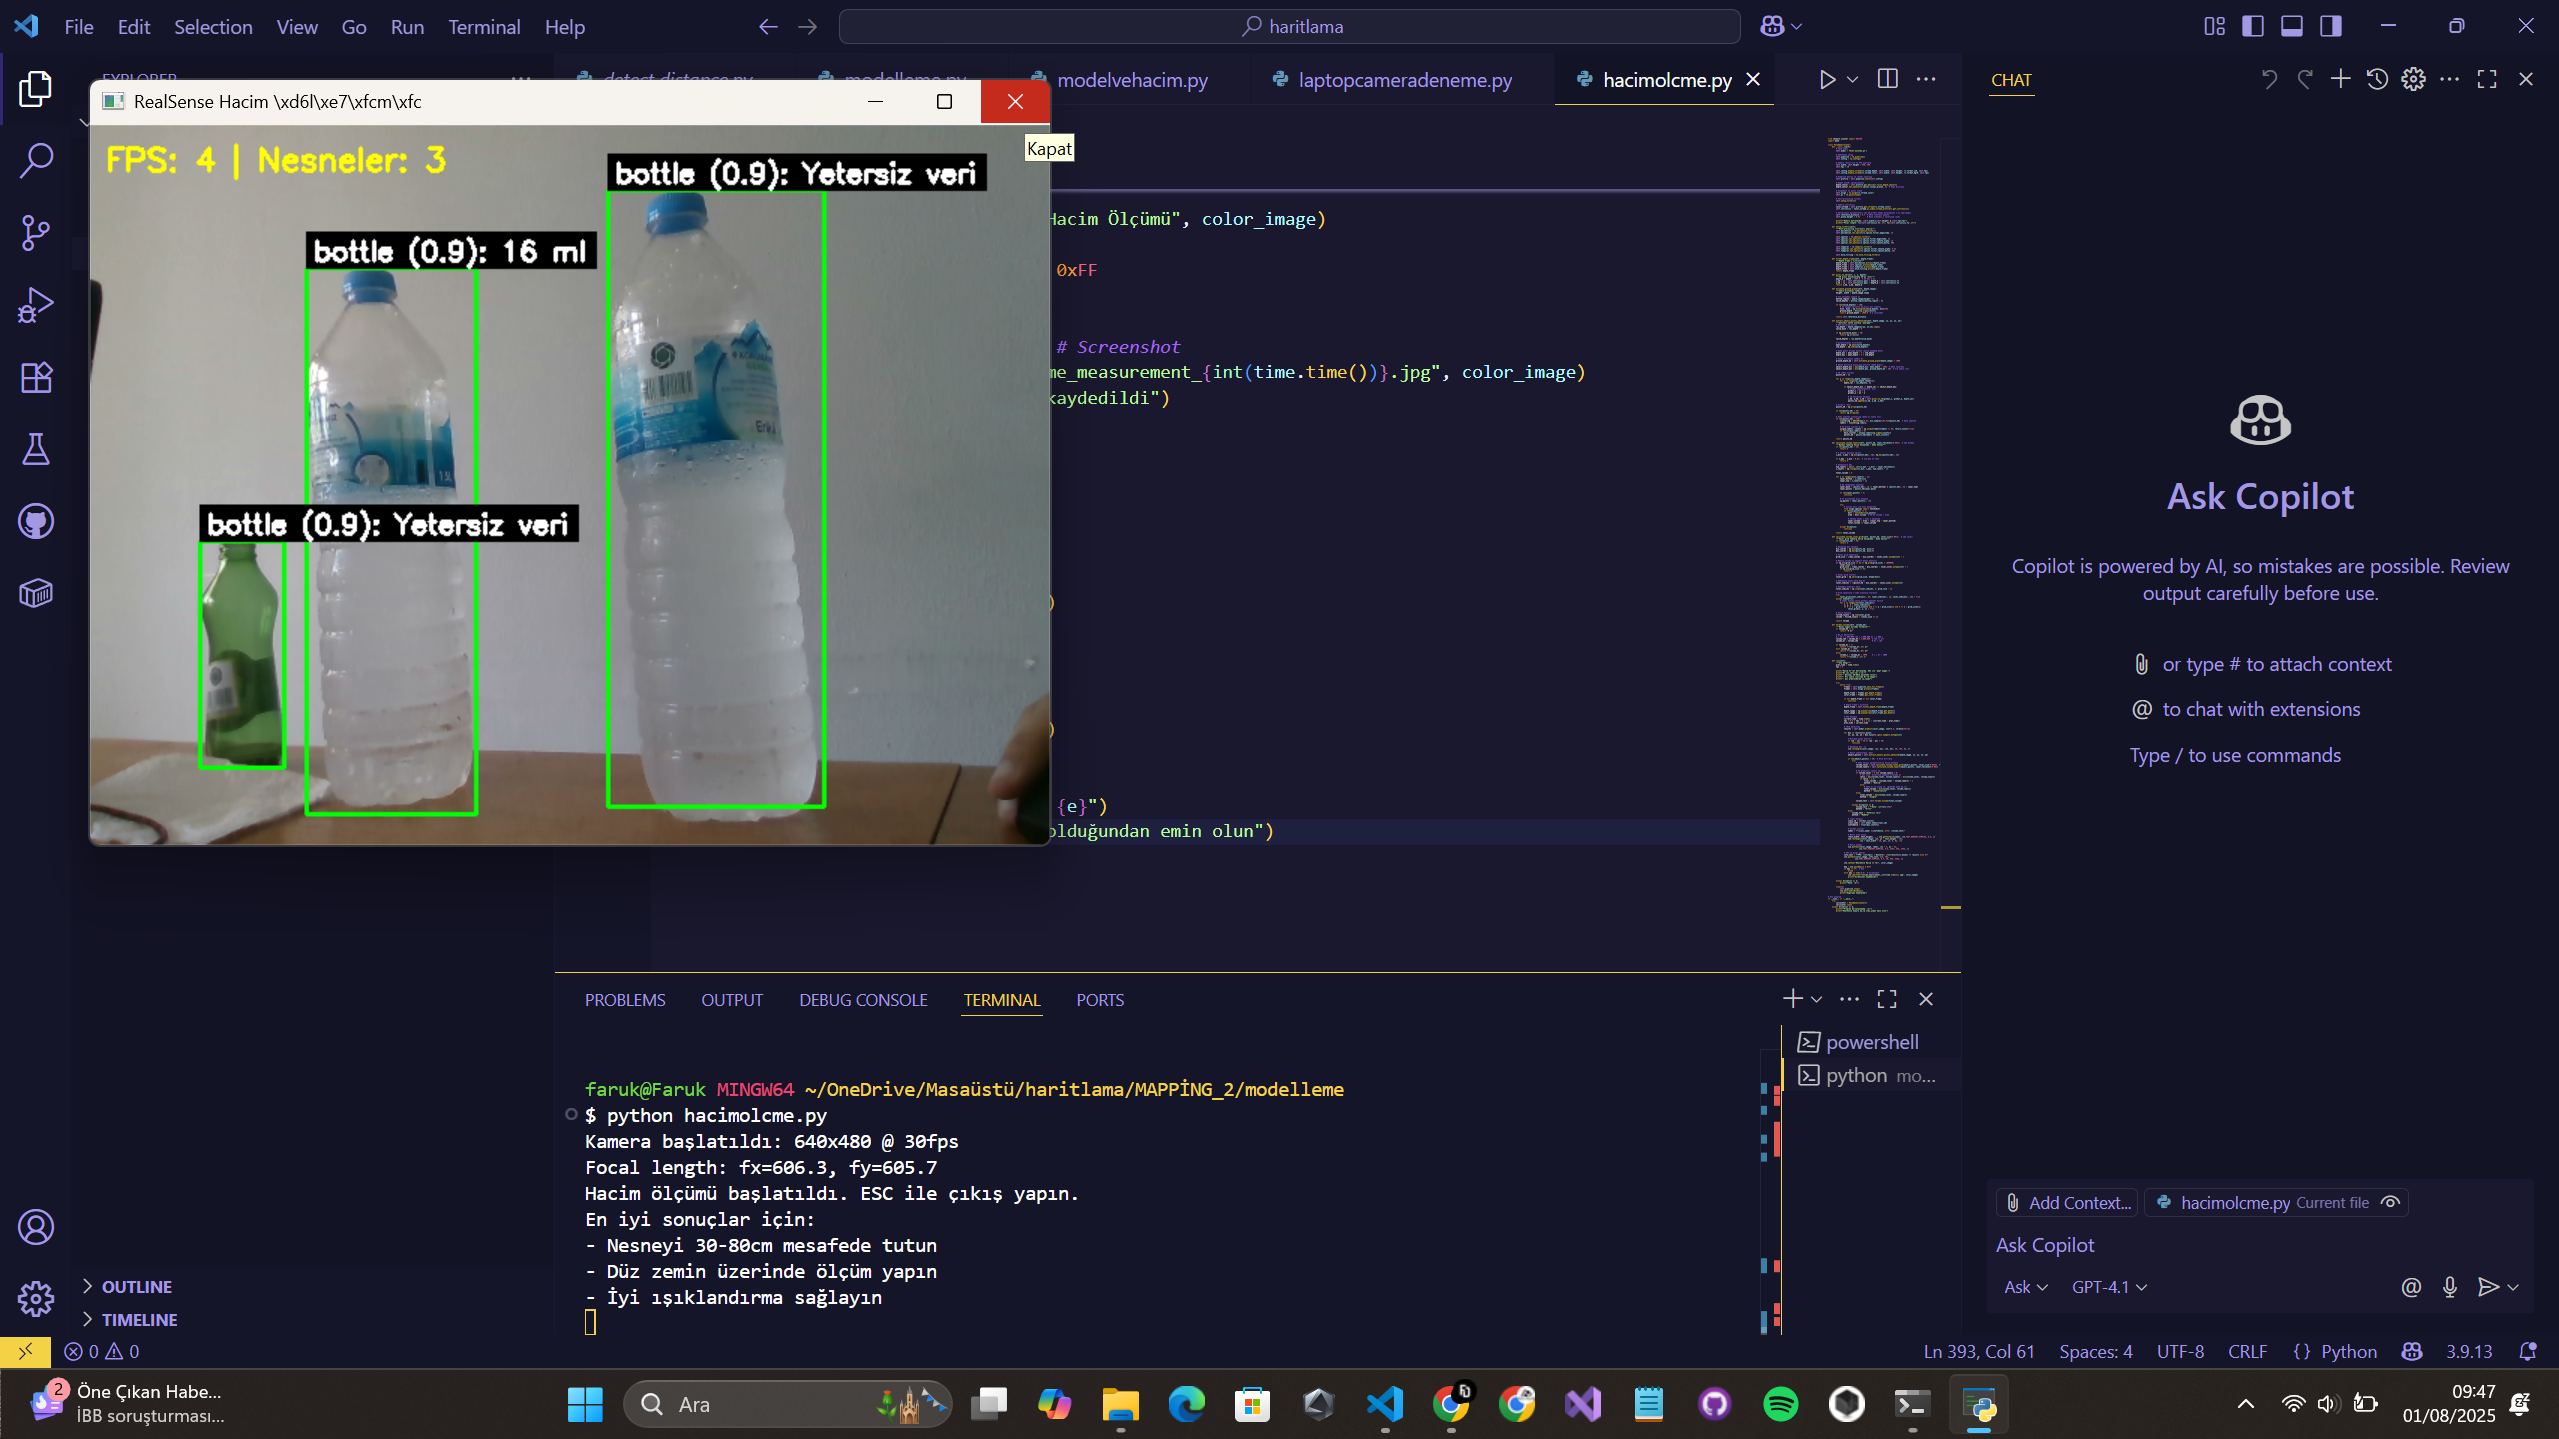 File Edit Selection View Go Run Terminal Help
haritlama
EXPLORER
detect_distance.py
modelleme.py
modelvehacim.py
laptopcameradeneme.py
hacimolcme.py
CHAT
RealSense Hacim \xd6l\xe7\xfcm\xfc
Kapat
FPS: 4 | Nesneler: 3
bottle (0.9): Yetersiz veri
bottle (0.9): 16 ml
bottle (0.9): Yetersiz veri
Hacim Ölçümü", color_image)
0xFF
# Screenshot
me_measurement_{int(time.time())}.jpg", color_image)
kaydedildi")
)
)
{e}")
olduğundan emin olun")
Ask Copilot
Copilot is powered by AI, so mistakes are possible. Review
output carefully before use.
or type # to attach context
@ to chat with extensions
Type / to use commands
PROBLEMS OUTPUT DEBUG CONSOLE TERMINAL PORTS
powershell
python mo...
faruk@Faruk MINGW64 ~/OneDrive/Masaüstü/haritlama/MAPPİNG_2/modelleme
$ python hacimolcme.py
Kamera başlatıldı: 640x480 @ 30fps
Focal length: fx=606.3, fy=605.7
Hacim ölçümü başlatıldı. ESC ile çıkış yapın.
En iyi sonuçlar için:
- Nesneyi 30-80cm mesafede tutun
- Düz zemin üzerinde ölçüm yapın
- İyi ışıklandırma sağlayın
Add Context...
hacimolcme.py Current file
Ask Copilot
Ask GPT-4.1
OUTLINE
TIMELINE
0 0
Ln 393, Col 61 Spaces: 4 UTF-8 CRLF {} Python 3.9.13
2
Öne Çıkan Habe...
İBB soruşturması...
Ara
09:47
01/08/2025